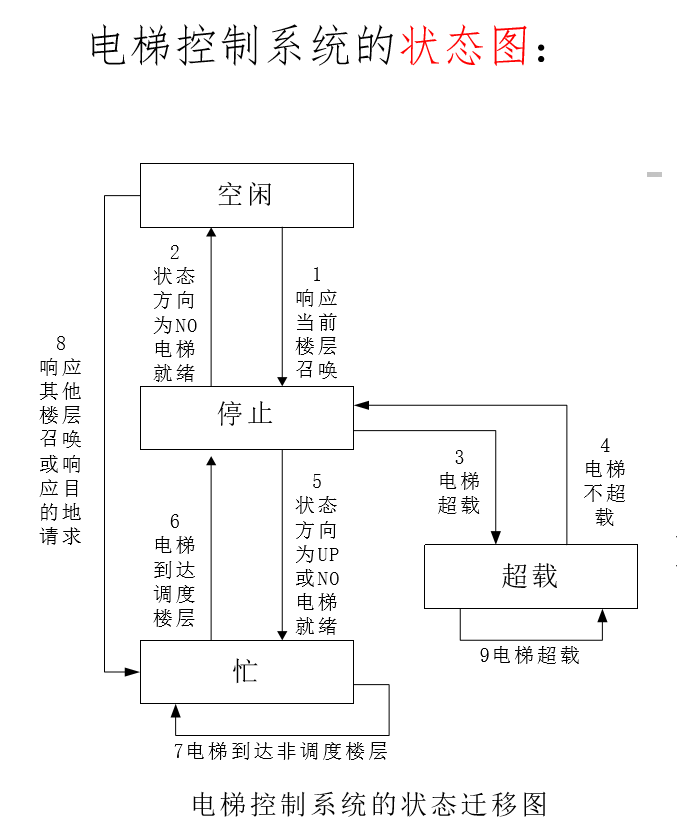 电梯控制系统的状态图：
空闲
2
状态
方向
为NO
电梯
就绪
1
响应
当前
楼层
召唤
8
响应
其他
楼层
召唤
或响
应目
的地
请求
停止
3
电梯
超载
4
电梯
不超
载
6
电梯
到达
调度
楼层
5
状态
方向
为UP
或NO
电梯
就绪
超载
9电梯超载
忙
7电梯到达非调度楼层
电梯控制系统的状态迁移图